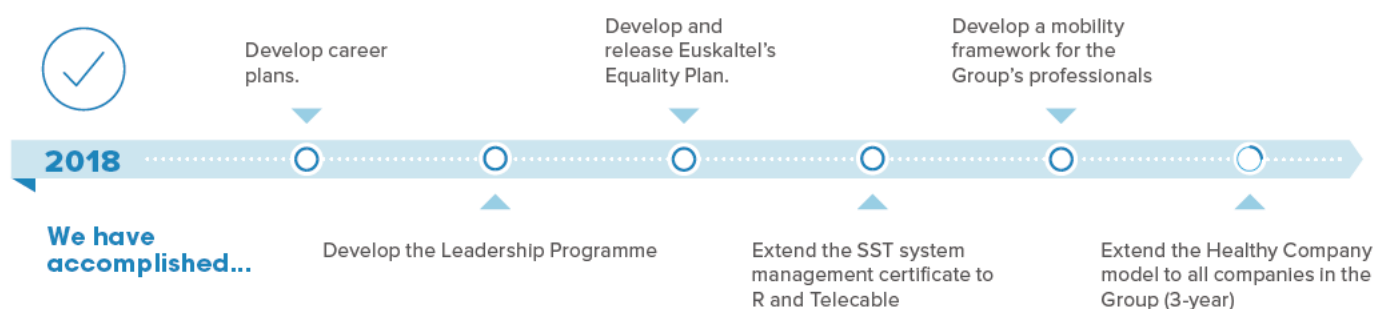 Develop career
plans.
Develop and
release Euskaltel’s
Equality Plan.
Develop a mobility
framework for the
Group’s professionals
2018
We have
accomplished...
Develop the Leadership Programme
Extend the SST system
management certificate to
R and Telecable
Extend the Healthy Company
model to all companies in the
Group (3-year)